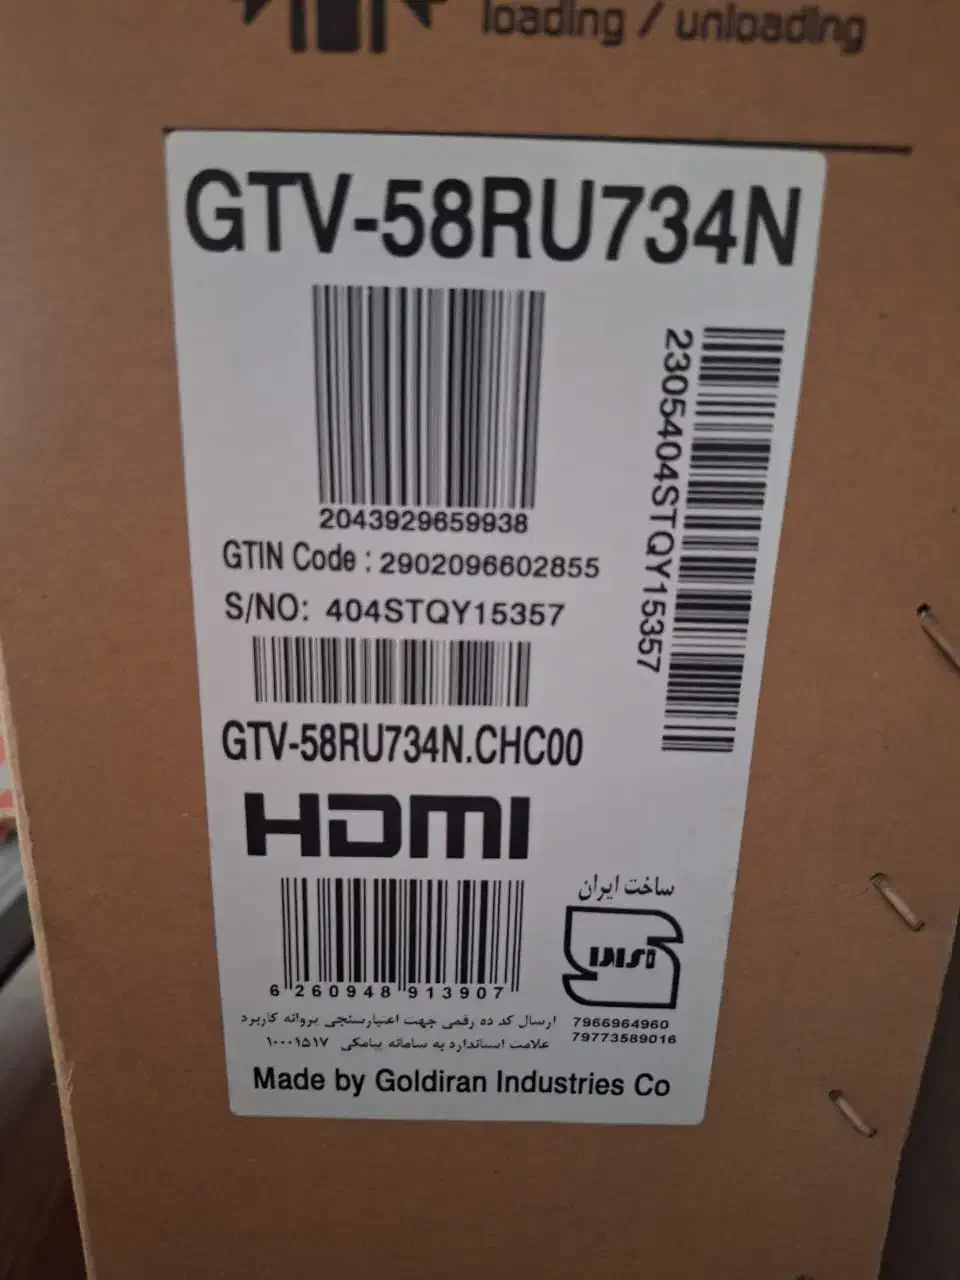 loading / unloading
GTV-58RU734N
2043929659938
2305404STQY15357
GTIN Code : 2902096602855
S/NO: 404STQY15357
GTV-58RU734N.CHC00
HDMI
ساخت ایران
6 260948 913907
ارسال کد ده رقمی جهت اعتبارسنجی پروانه کاربرد
علامت استاندارد به سامانه پیامکی ۱۰۰۰۱۵۱۷
7966964960
79773589016
Made by Goldiran Industries Co